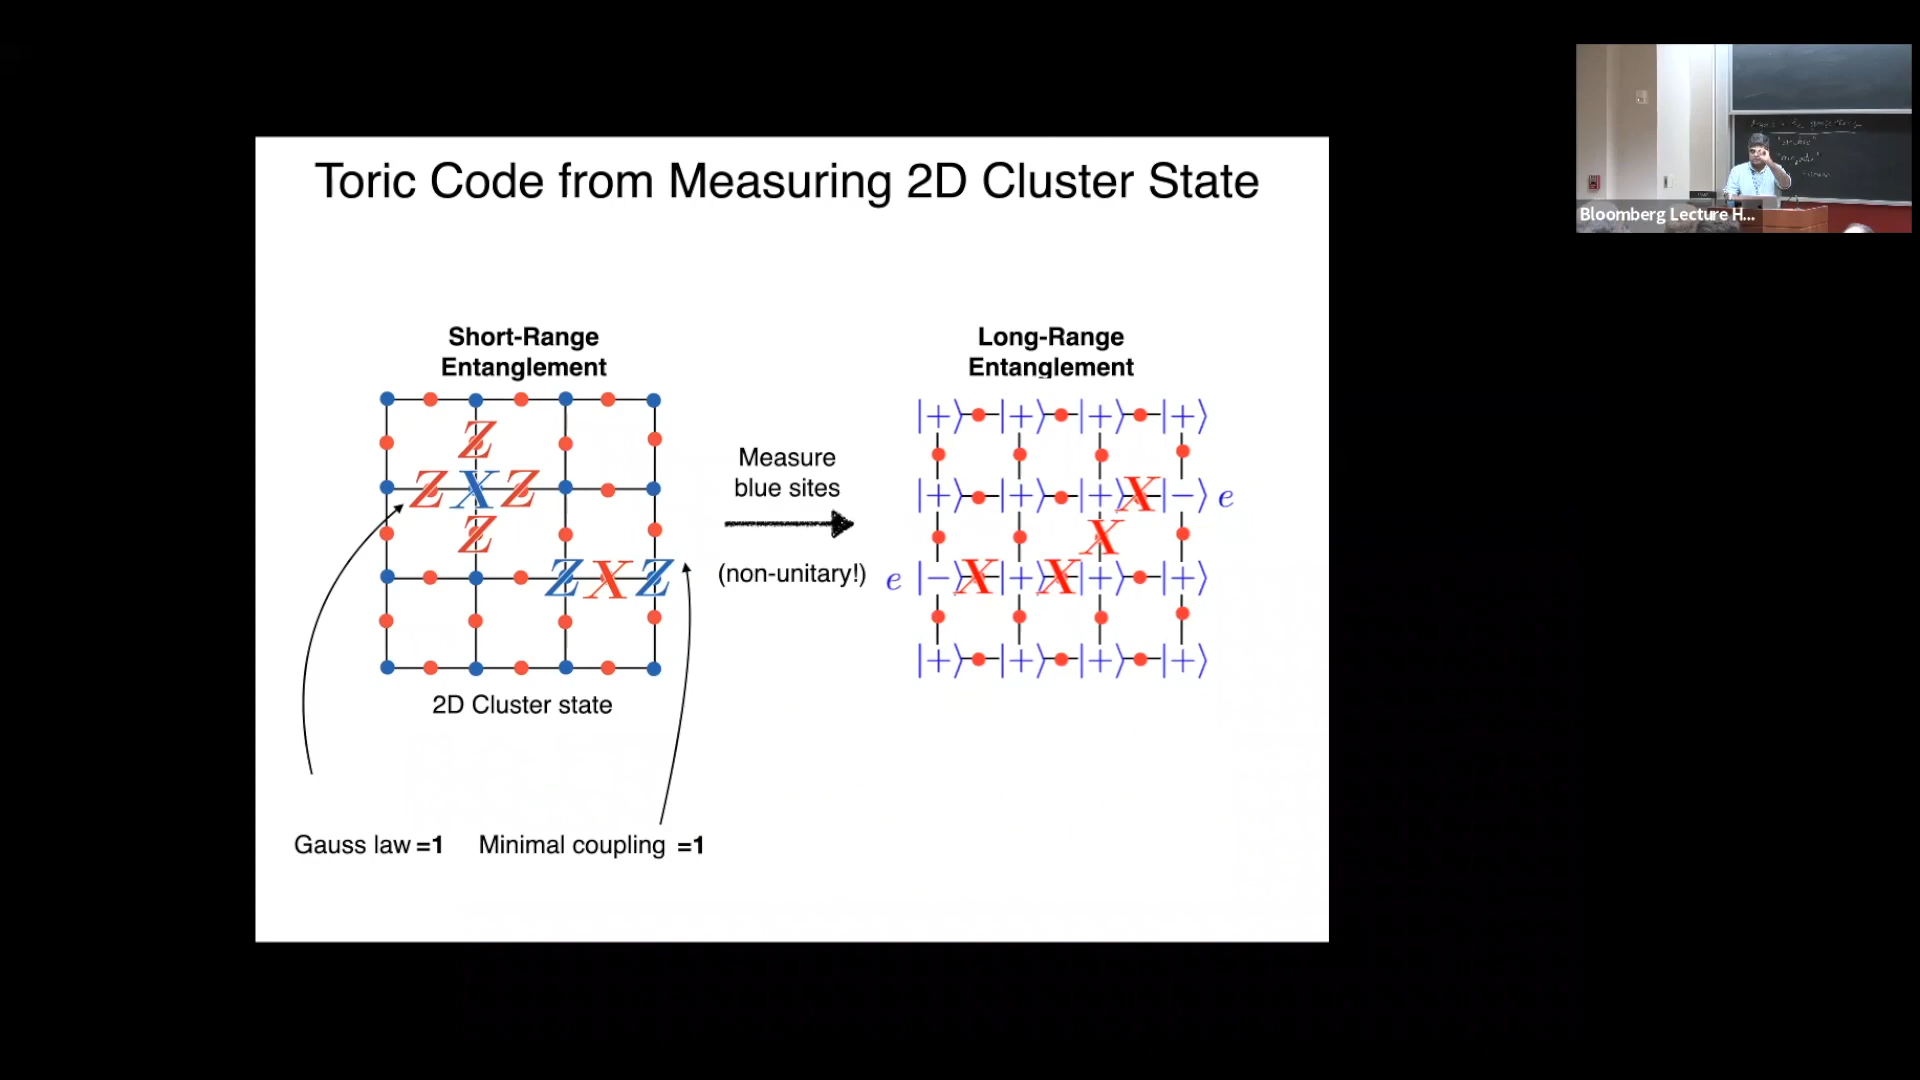 Toric Code from Measuring 2D Cluster State
Short-Range
Entanglement
Z
Z X Z
Z
Z X Z
2D Cluster state
Gauss law =1
Minimal coupling =1
Measure
blue sites
(non-unitary!)
Long-Range
Entanglement
|+⟩ |+⟩ |+⟩ |+⟩
|+⟩ |+⟩ |+⟩ X |−⟩ e
X
e |−⟩ X |+⟩ X |+⟩ |+⟩
|+⟩ |+⟩ |+⟩ |+⟩
Bloomberg Lecture H...